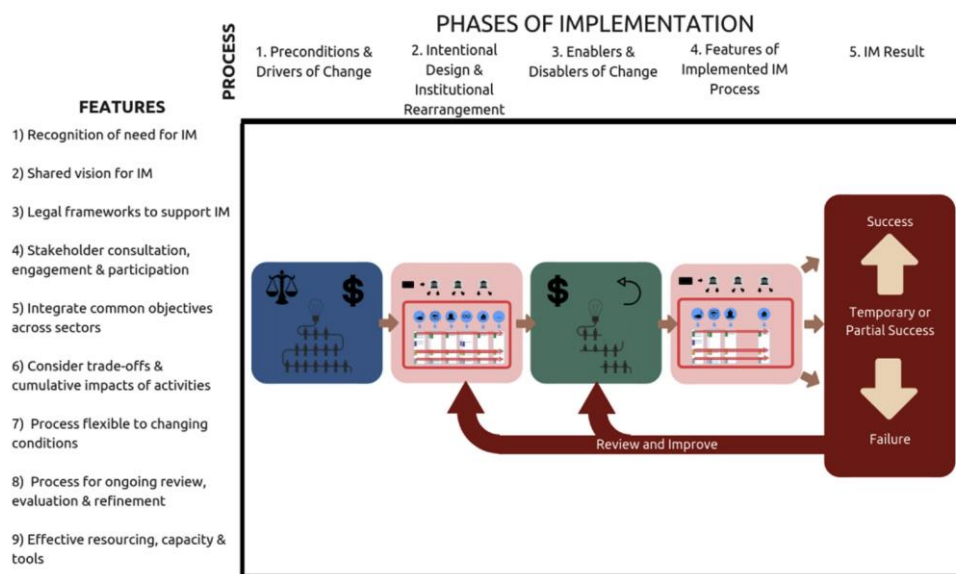 PHASES OF IMPLEMENTATION
PROCESS
1. Preconditions &
Drivers of Change
2. Intentional
Design &
Institutional
Rearrangement
3. Enablers &
Disablers of Change
4. Features of
Implemented IM
Process
5. IM Result
FEATURES
1) Recognition of need for IM
2) Shared vision for IM
3) Legal frameworks to support IM
4) Stakeholder consultation,
engagement & participation
5) Integrate common objectives
across sectors
6) Consider trade-offs &
cumulative impacts of activities
7) Process flexible to changing
conditions
8) Process for ongoing review,
evaluation & refinement
9) Effective resourcing, capacity &
tools
$
$
Success
Temporary or
Partial Success
Failure
Review and Improve